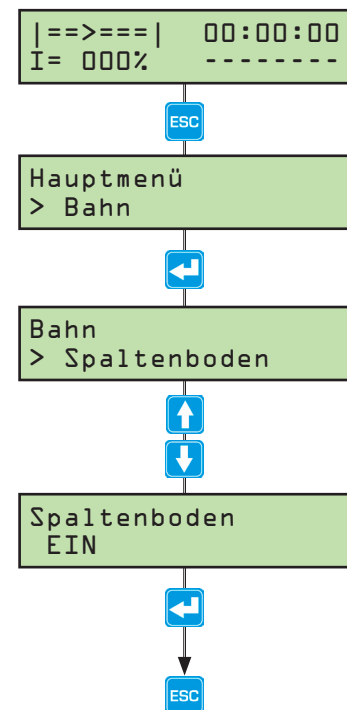 |==>===| 00:00:00
I= 000% --------
ESC
Hauptmenü
> Bahn
Bahn
> Spaltenboden
Spaltenboden
EIN
ESC